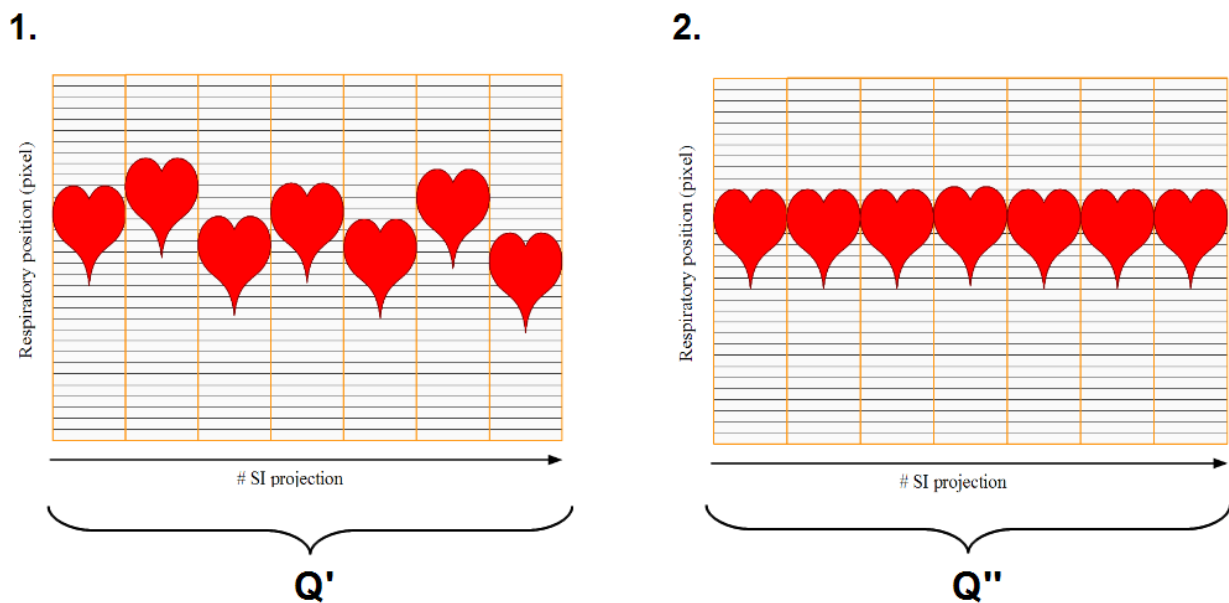 1.
Respiratory position (pixel)
# SI projection
Q'
2.
Respiratory position (pixel)
# SI projection
Q''